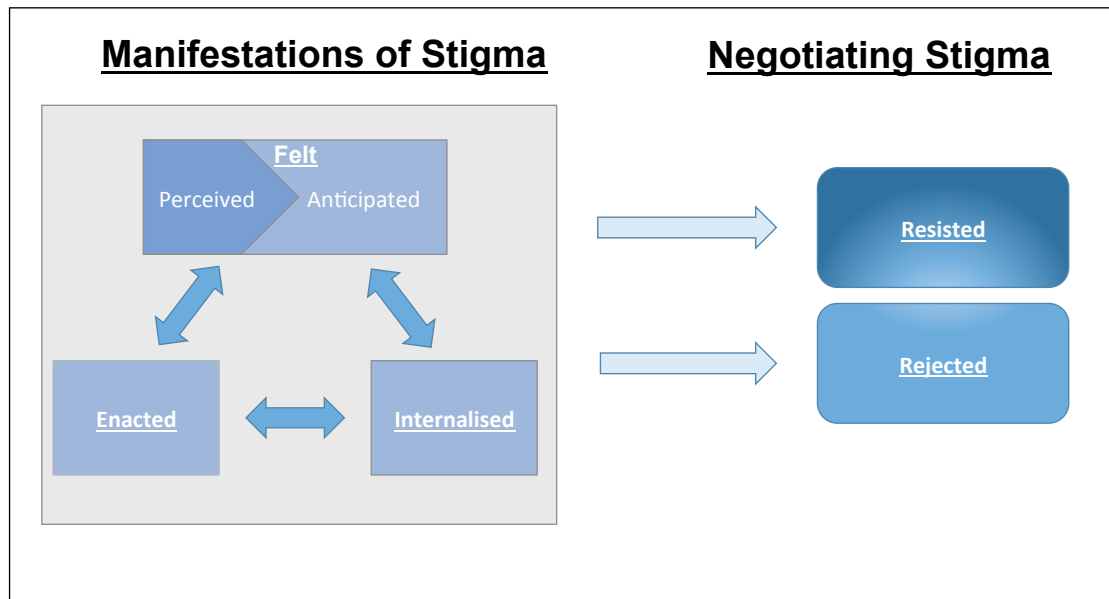 Manifestations of Stigma
Negotiating Stigma
Felt
Perceived
Anticipated
Enacted
Internalised
Resisted
Rejected